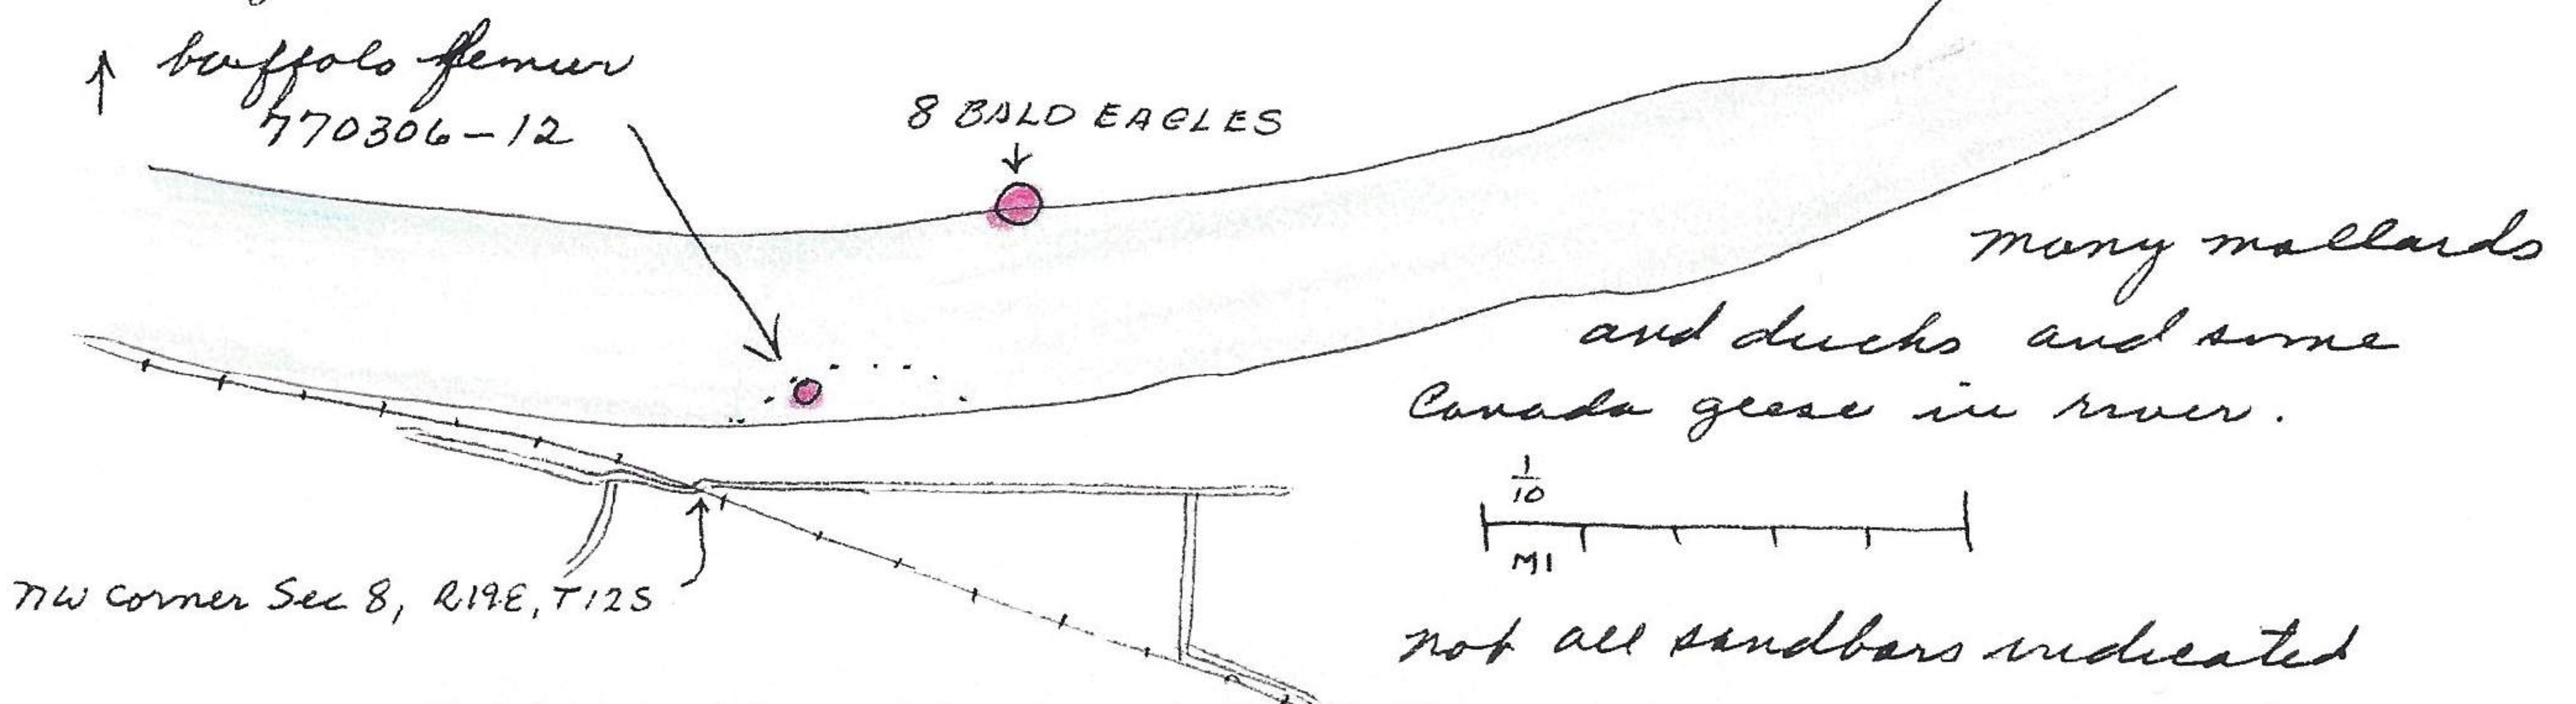 buffalo femur
770306-12
8 BALD EAGLES
many mallards
and ducks and some
Canada geese in river.
1/10
MI
NW corner Sec 8, R19E, T12S
not all sandbars indicated